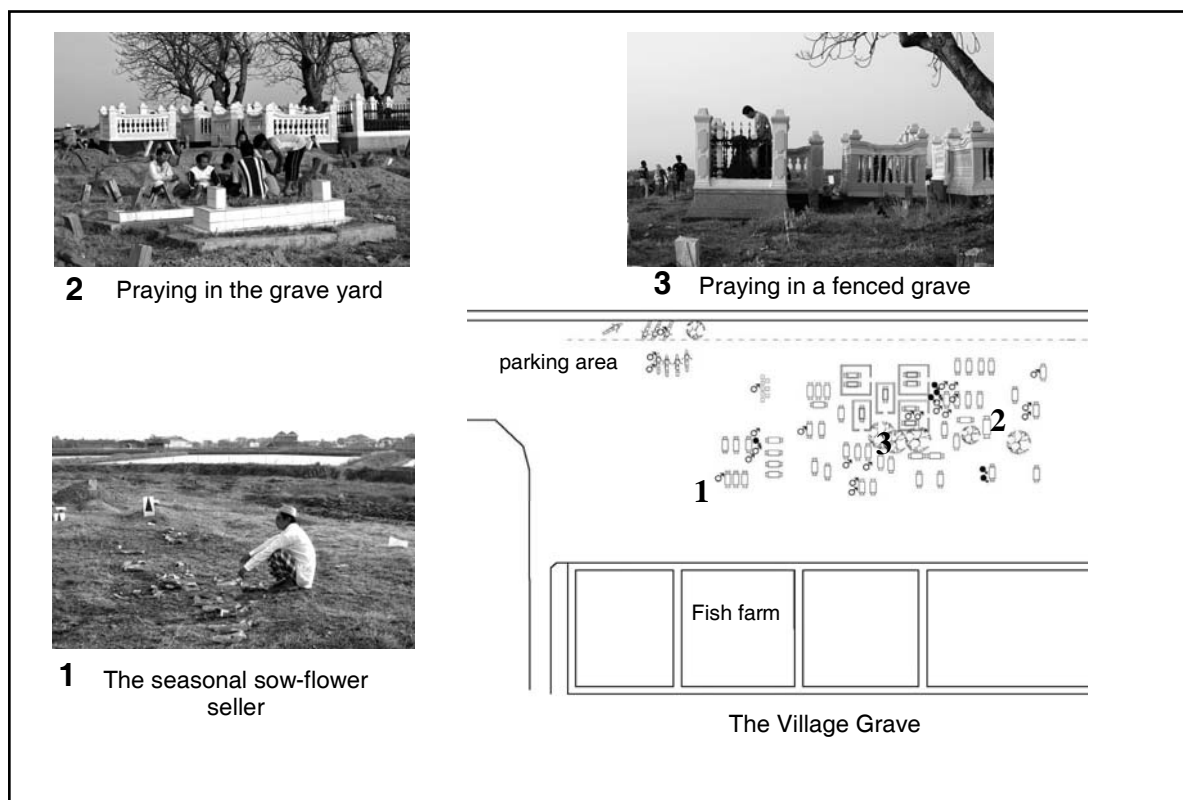 2 Praying in the grave yard
3 Praying in a fenced grave
parking area
2
3
1
Fish farm
1 The seasonal sow-flower
seller
The Village Grave